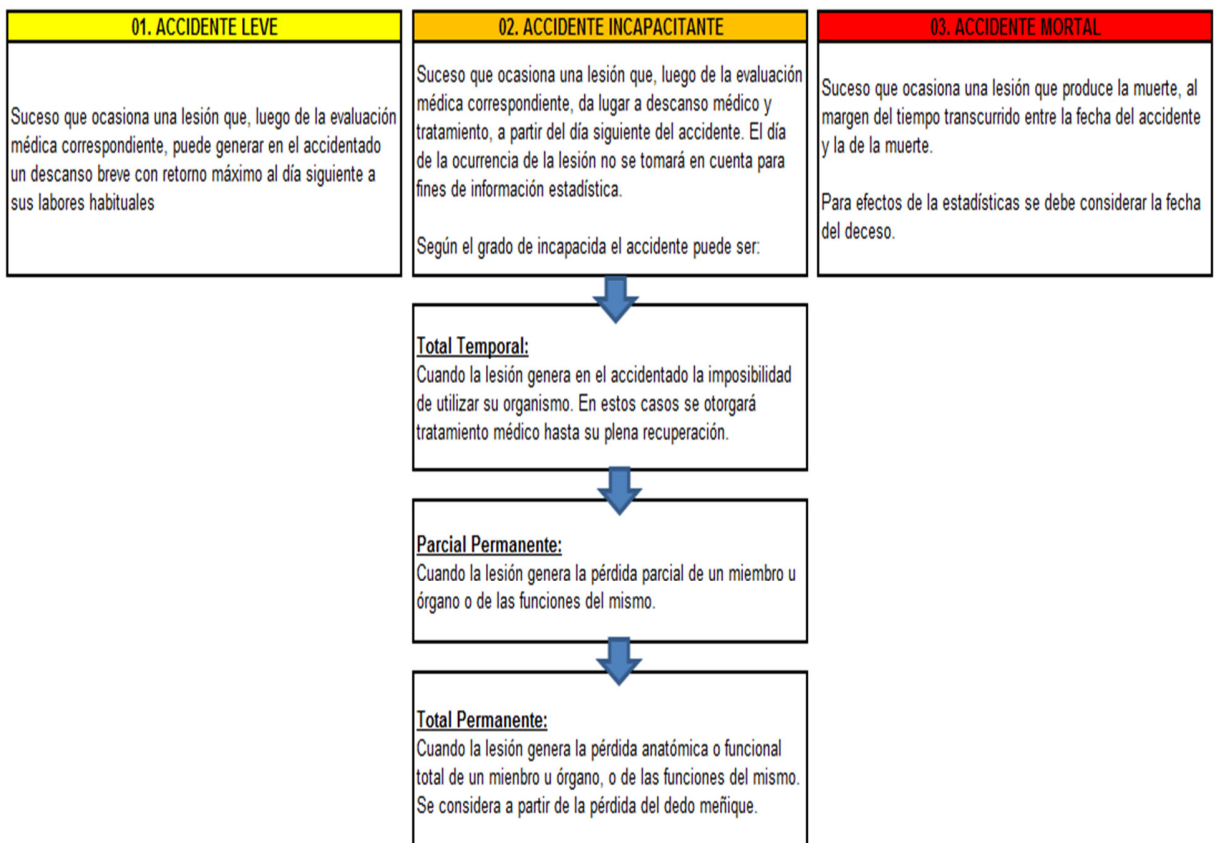 01. ACCIDENTE LEVE
Suceso que ocasiona una lesión que, luego de la evaluación
médica correspondiente, puede generar en el accidentado
un descanso breve con retorno máximo al día siguiente a
sus labores habituales
02. ACCIDENTE INCAPACITANTE
Suceso que ocasiona una lesión que, luego de la evaluación
médica correspondiente, da lugar a descanso médico y
tratamiento, a partir del día siguiente del accidente. El día
de la ocurrencia de la lesión no se tomará en cuenta para
fines de información estadística.
Según el grado de incapacida el accidente puede ser:
03. ACCIDENTE MORTAL
Suceso que ocasiona una lesión que produce la muerte, al
margen del tiempo transcurrido entre la fecha del accidente
y la de la muerte.
Para efectos de la estadísticas se debe considerar la fecha
del deceso.
Total Temporal:
Cuando la lesión genera en el accidentado la imposibilidad
de utilizar su organismo. En estos casos se otorgará
tratamiento médico hasta su plena recuperación.
Parcial Permanente:
Cuando la lesión genera la pérdida parcial de un miembro u
órgano o de las funciones del mismo.
Total Permanente:
Cuando la lesión genera la pérdida anatómica o funcional
total de un mienbro u órgano, o de las funciones del mismo.
Se considera a partir de la pérdida del dedo meñique.